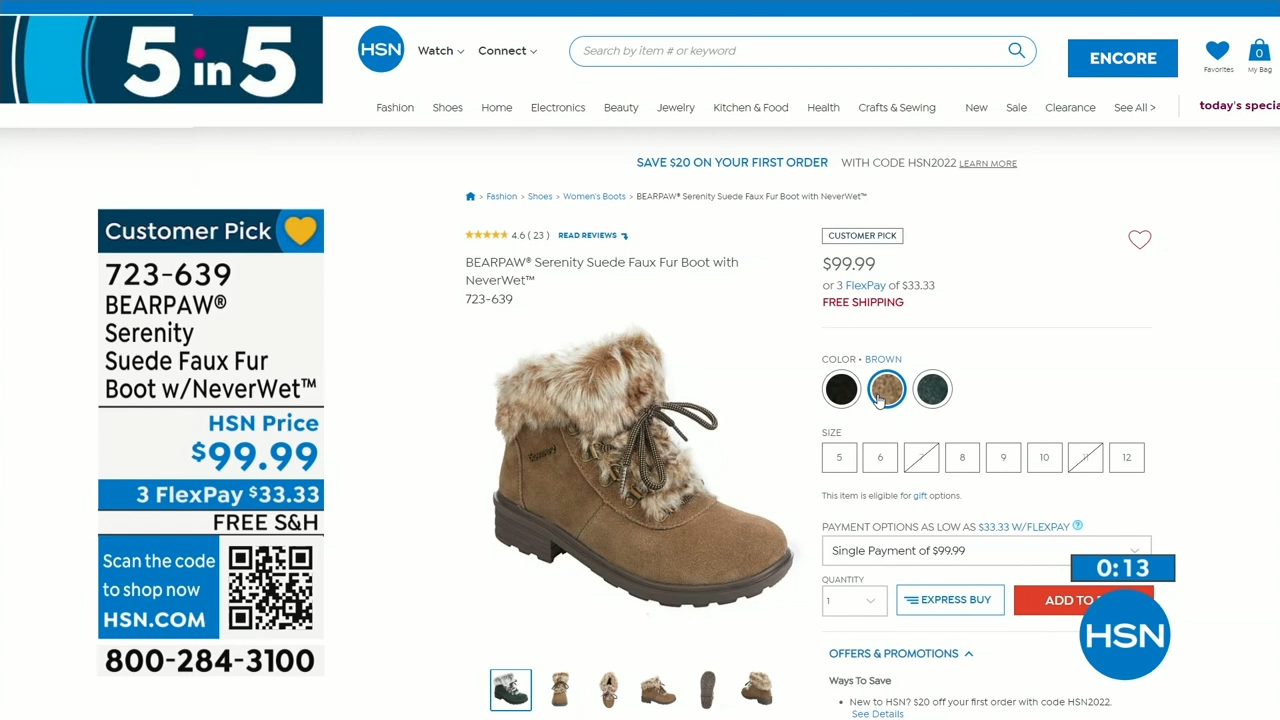 5 in 5
HSN
Watch
Connect
Search by item # or keyword
ENCORE
Favorites
0
My Bag
Fashion
Shoes
Home
Electronics
Beauty
Jewelry
Kitchen & Food
Health
Crafts & Sewing
New
Sale
Clearance
See All >
today's specia
SAVE $20 ON YOUR FIRST ORDER WITH CODE HSN2022 LEARN MORE
> Fashion > Shoes > Women's Boots > BEARPAW® Serenity Suede Faux Fur Boot with NeverWet™
Customer Pick
723-639
BEARPAW®
Serenity
Suede Faux Fur
Boot w/NeverWet™
HSN Price
$99.99
3 FlexPay $33.33
FREE S&H
Scan the code
to shop now
HSN.COM
800-284-3100
4.6 ( 23 ) READ REVIEWS
BEARPAW® Serenity Suede Faux Fur Boot with
NeverWet™
723-639
Bearpaw
CUSTOMER PICK
$99.99
or 3 FlexPay of $33.33
FREE SHIPPING
COLOR • BROWN
SIZE
5 6 7 8 9 10 11 12
This item is eligible for gift options.
PAYMENT OPTIONS AS LOW AS $33.33 W/FLEXPAY ?
Single Payment of $99.99
0:13
QUANTITY
1
EXPRESS BUY
ADD TO
HSN
OFFERS & PROMOTIONS
Ways To Save
• New to HSN? $20 off your first order with code HSN2022.
See Details